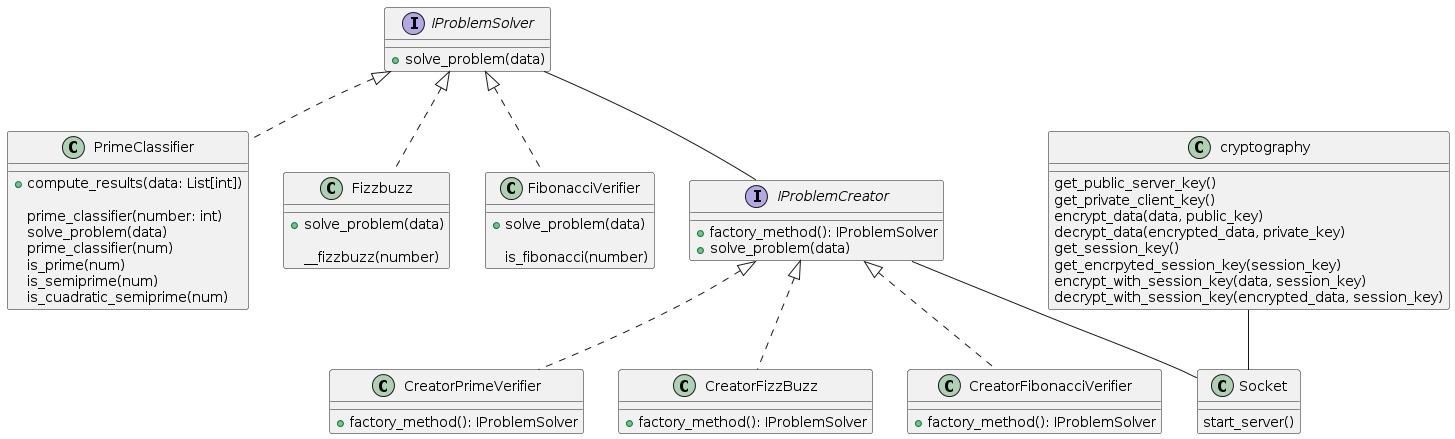 I IProblemSolver
solve_problem(data)
C PrimeClassifier
compute_results(data: List[int])
prime_classifier(number: int)
solve_problem(data)
prime_classifier(num)
is_prime(num)
is_semiprime(num)
is_cuadratic_semiprime(num)
C Fizzbuzz
solve_problem(data)
__fizzbuzz(number)
C FibonacciVerifier
solve_problem(data)
is_fibonacci(number)
I IProblemCreator
factory_method(): IProblemSolver
solve_problem(data)
C cryptography
get_public_server_key()
get_private_client_key()
encrypt_data(data, public_key)
decrypt_data(encrypted_data, private_key)
get_session_key()
get_encrpyted_session_key(session_key)
encrypt_with_session_key(data, session_key)
decrypt_with_session_key(encrypted_data, session_key)
C CreatorPrimeVerifier
factory_method(): IProblemSolver
C CreatorFizzBuzz
factory_method(): IProblemSolver
C CreatorFibonacciVerifier
factory_method(): IProblemSolver
C Socket
start_server()